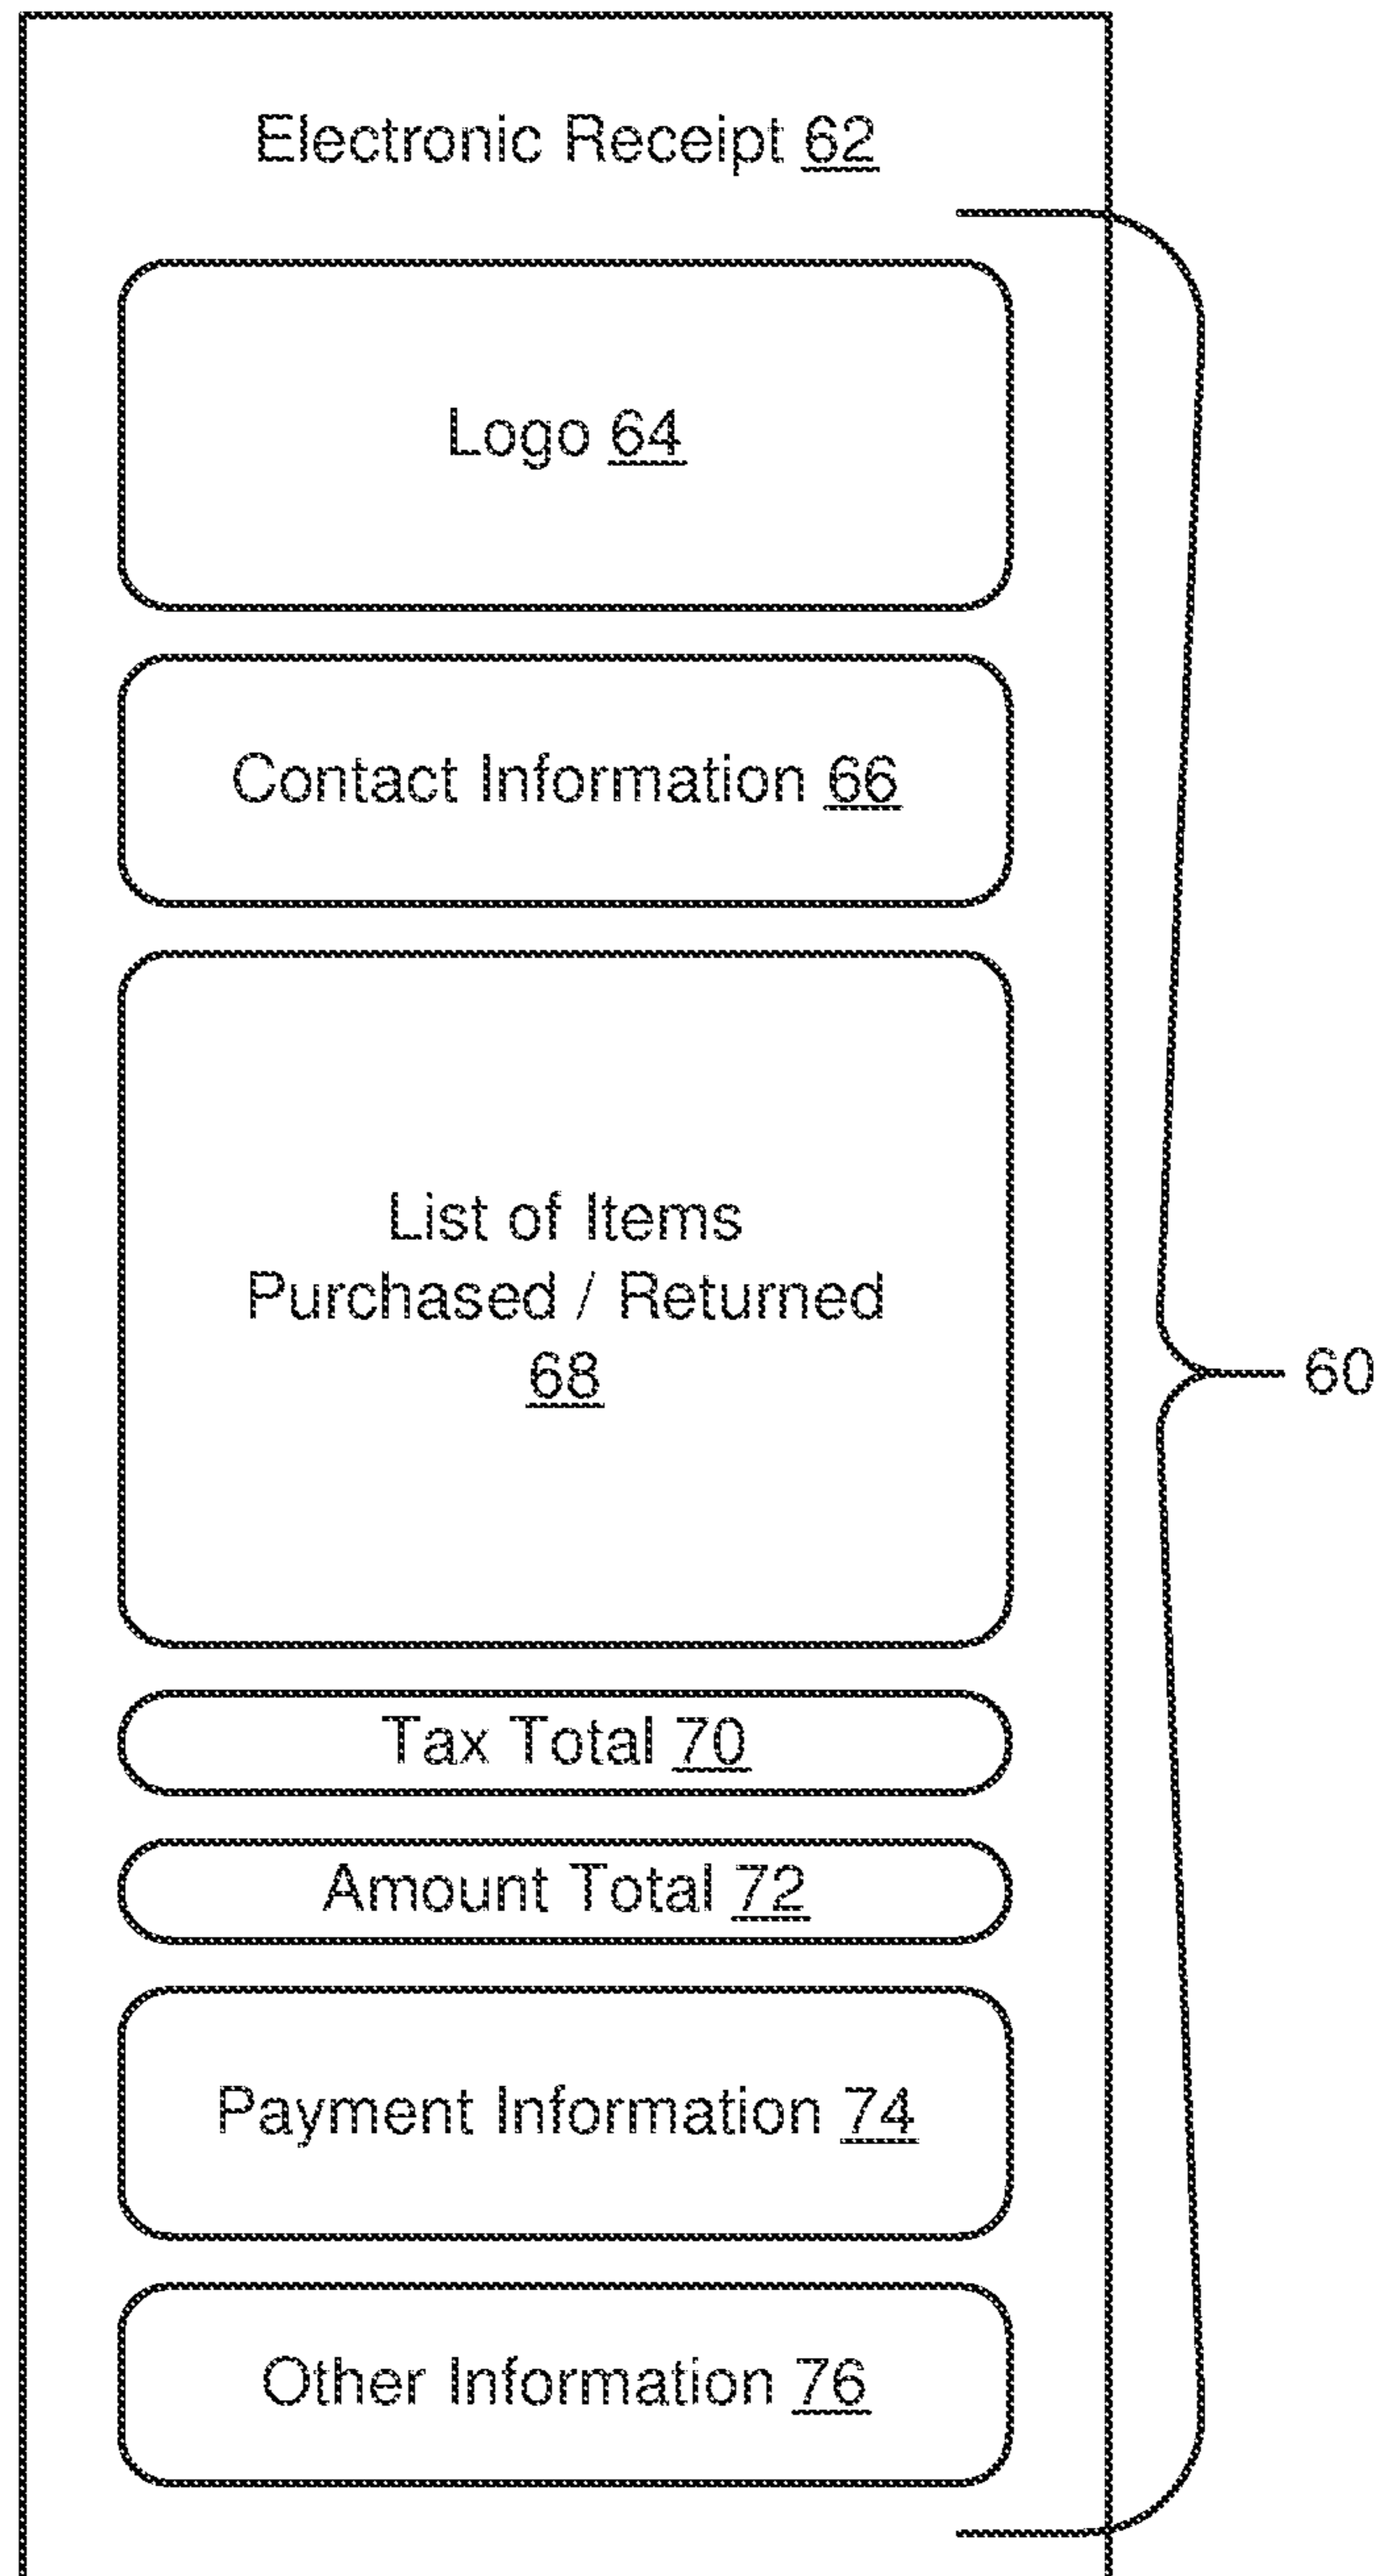 Electronic Receipt 62
Logo 64
Contact Information 66
List of Items
Purchased / Returned
68
60
Tax Total 70
Amount Total 72
Payment Information 74
Other Information 76